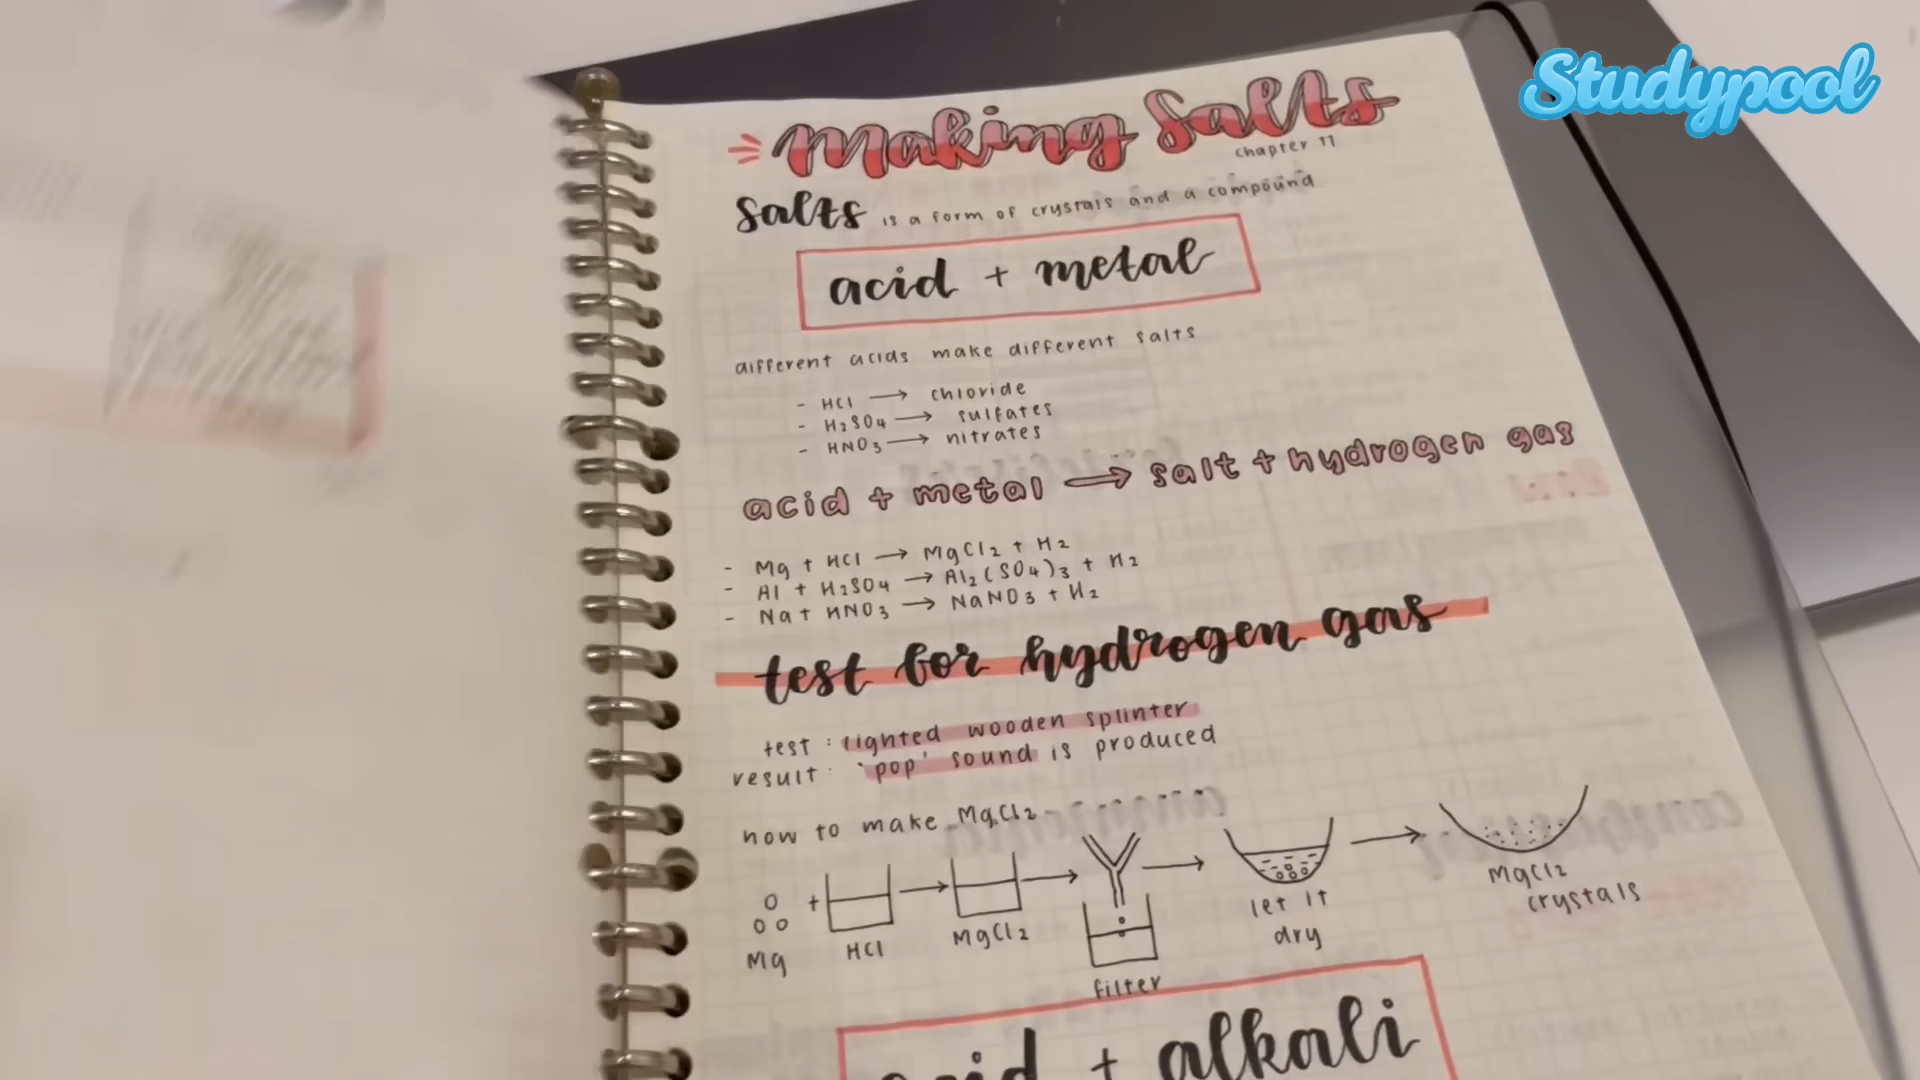 Studypool
making salts
chapter 11
salts is a form of crystals and a compound
acid + metal
different acids make different salts
- HCl → chloride
- H2SO4 → sulfates
- HNO3 → nitrates
acid + metal → salt + hydrogen gas
- Mg + HCl → MgCl2 + H2
- Al + H2SO4 → Al2(SO4)3 + H2
- Na + HNO3 → NaNO3 + H2
test for hydrogen gas
test : lighted wooden splinter
result: 'pop' sound is produced
how to make MgCl2
Mg
+
HCl
MgCl2
filter
let it
dry
MgCl2
crystals
acid + alkali